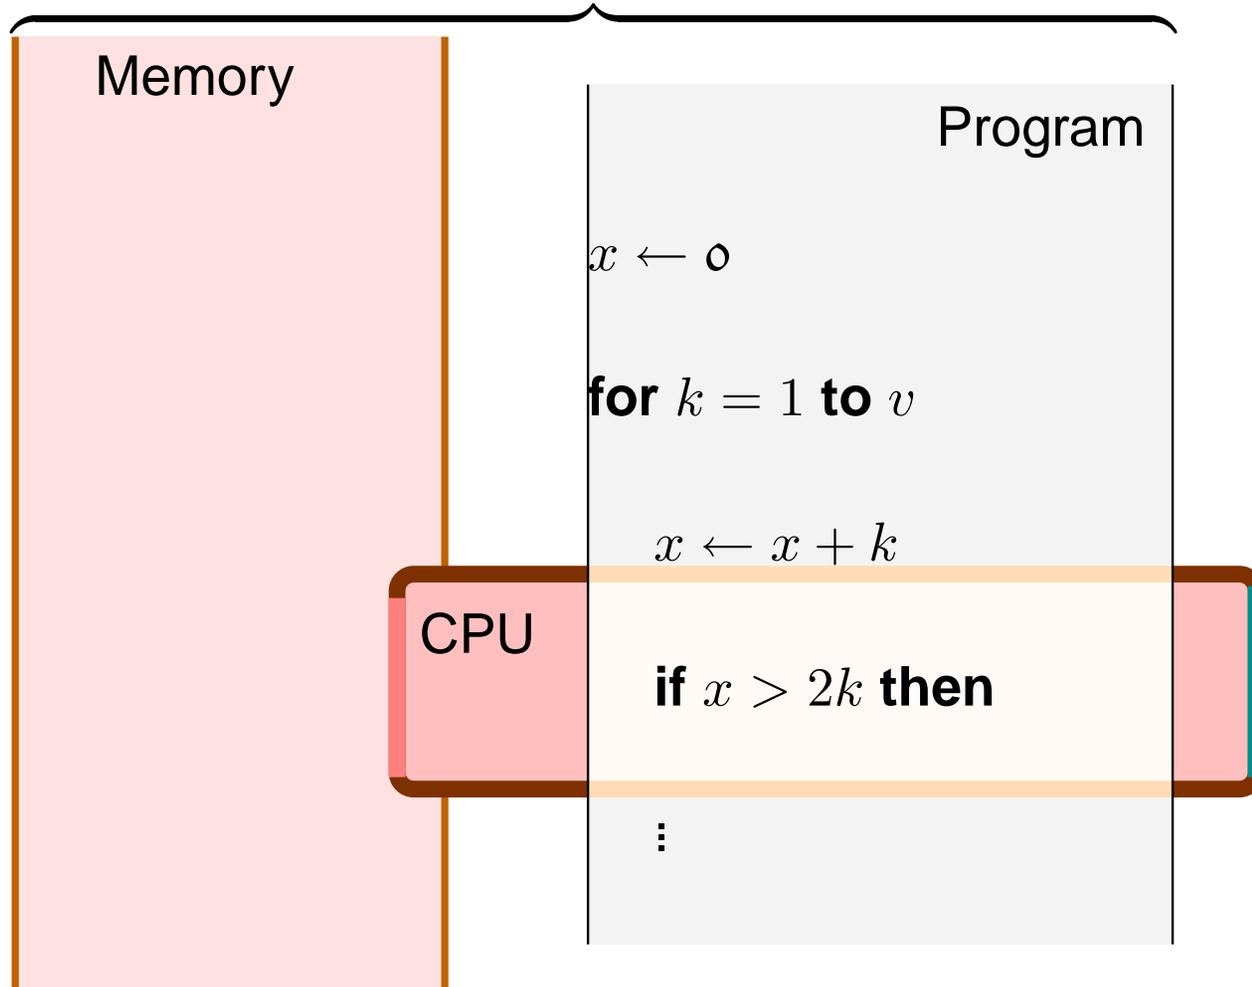 Memory
Program
x ← 0
for k = 1 to v
x ← x + k
CPU
if x > 2k then
⋮